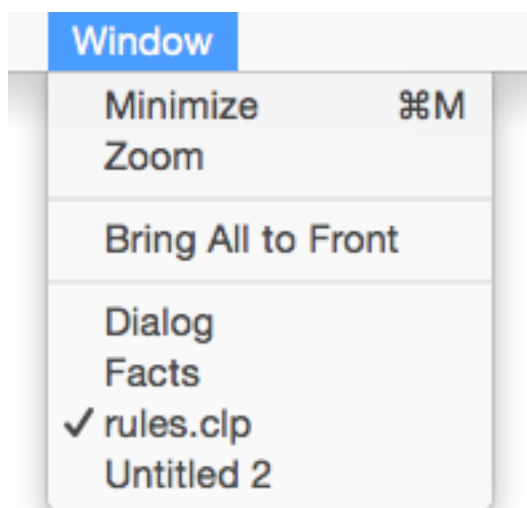 Window
Minimize ⌘M
Zoom
Bring All to Front
Dialog
Facts
✓ rules.clp
Untitled 2